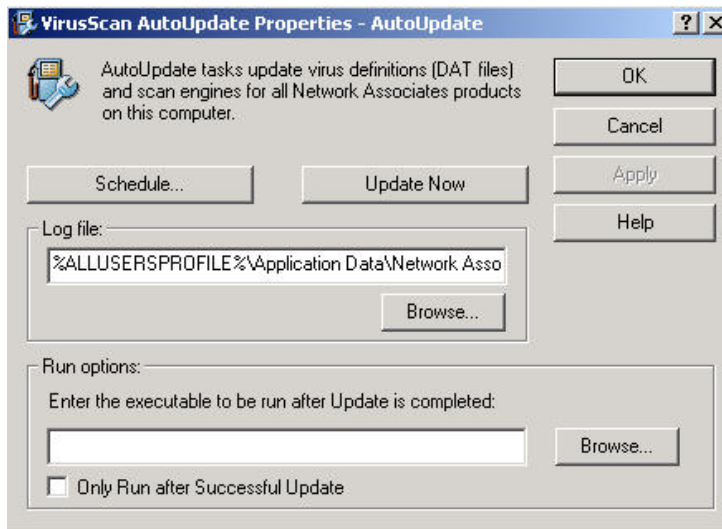 VirusScan AutoUpdate Properties - AutoUpdate
AutoUpdate tasks update virus definitions (DAT files)
and scan engines for all Network Associates products
on this computer.
OK
Cancel
Apply
Help
Schedule...
Update Now
Log file:
%ALLUSERSPROFILE%\Application Data\Network Asso
Browse...
Run options:
Enter the executable to be run after Update is completed:
Browse...
Only Run after Successful Update